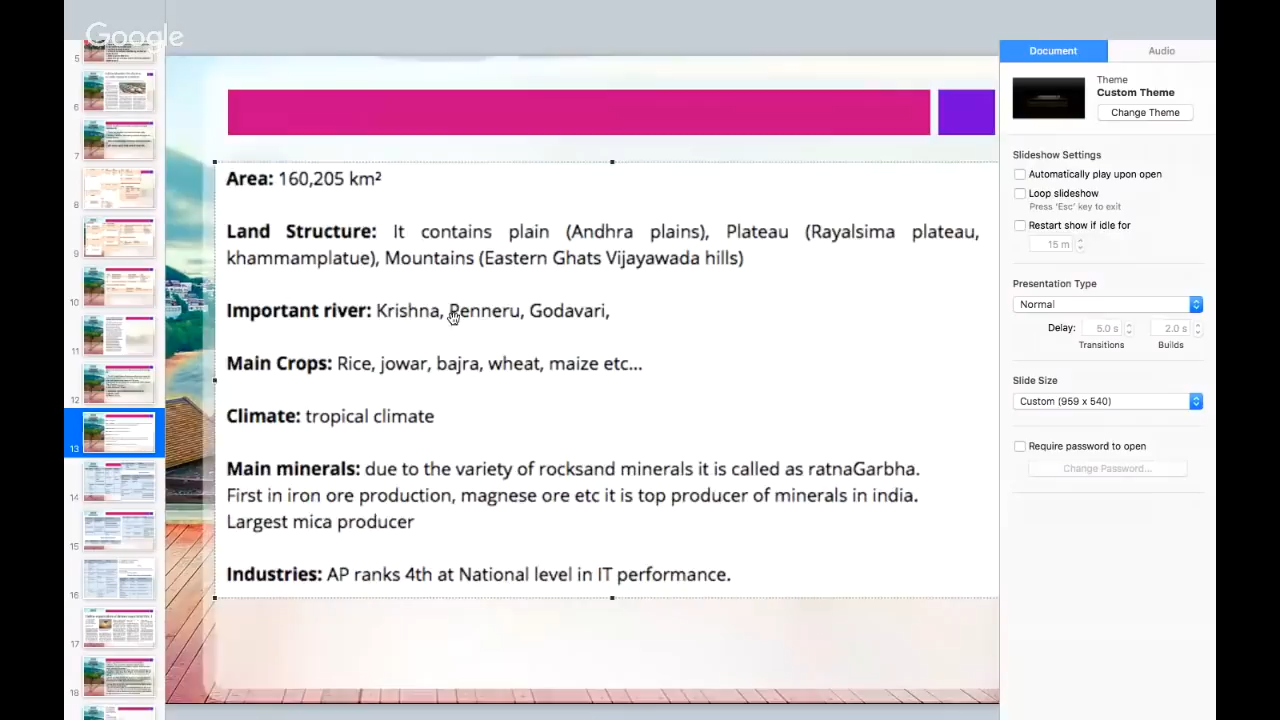 Google
Document
Audio
Theme
Custom Theme
Change Theme
Slideshow Settings
Automatically play upon open
Loop slideshow
Press 'Esc' key to exit
Restart show if idle for
15 m
Presentation Type
Normal
Delay: 5.0 s 2.0 s
Transitions Builds
Slide Size
Custom (959 x 540)
Require password to open
Change Password...
Area: 160,205 km²
Land Structure: It contains plain (Andhra plains), Plateau (Rayalsima plateau,
khammamplatue), Mountains (Eastern Ghats Vijayawada hills)
Important river: Krishna, Penneru, Godavari,
Main Crops: Rice, jowar, bajra, wheat, maize etc...
Climate: tropical climate
Main minerals: due to the variety of rock and minerals it is called as ratnaGarbha.
First in iron ore production, magnesium etc it is top producer of minerals in india.
Largest mica producer
Industries: AP rank 4th at national level in IT performance.
5
6
7
8
9
10
11
12
13
14
15
16
17
18